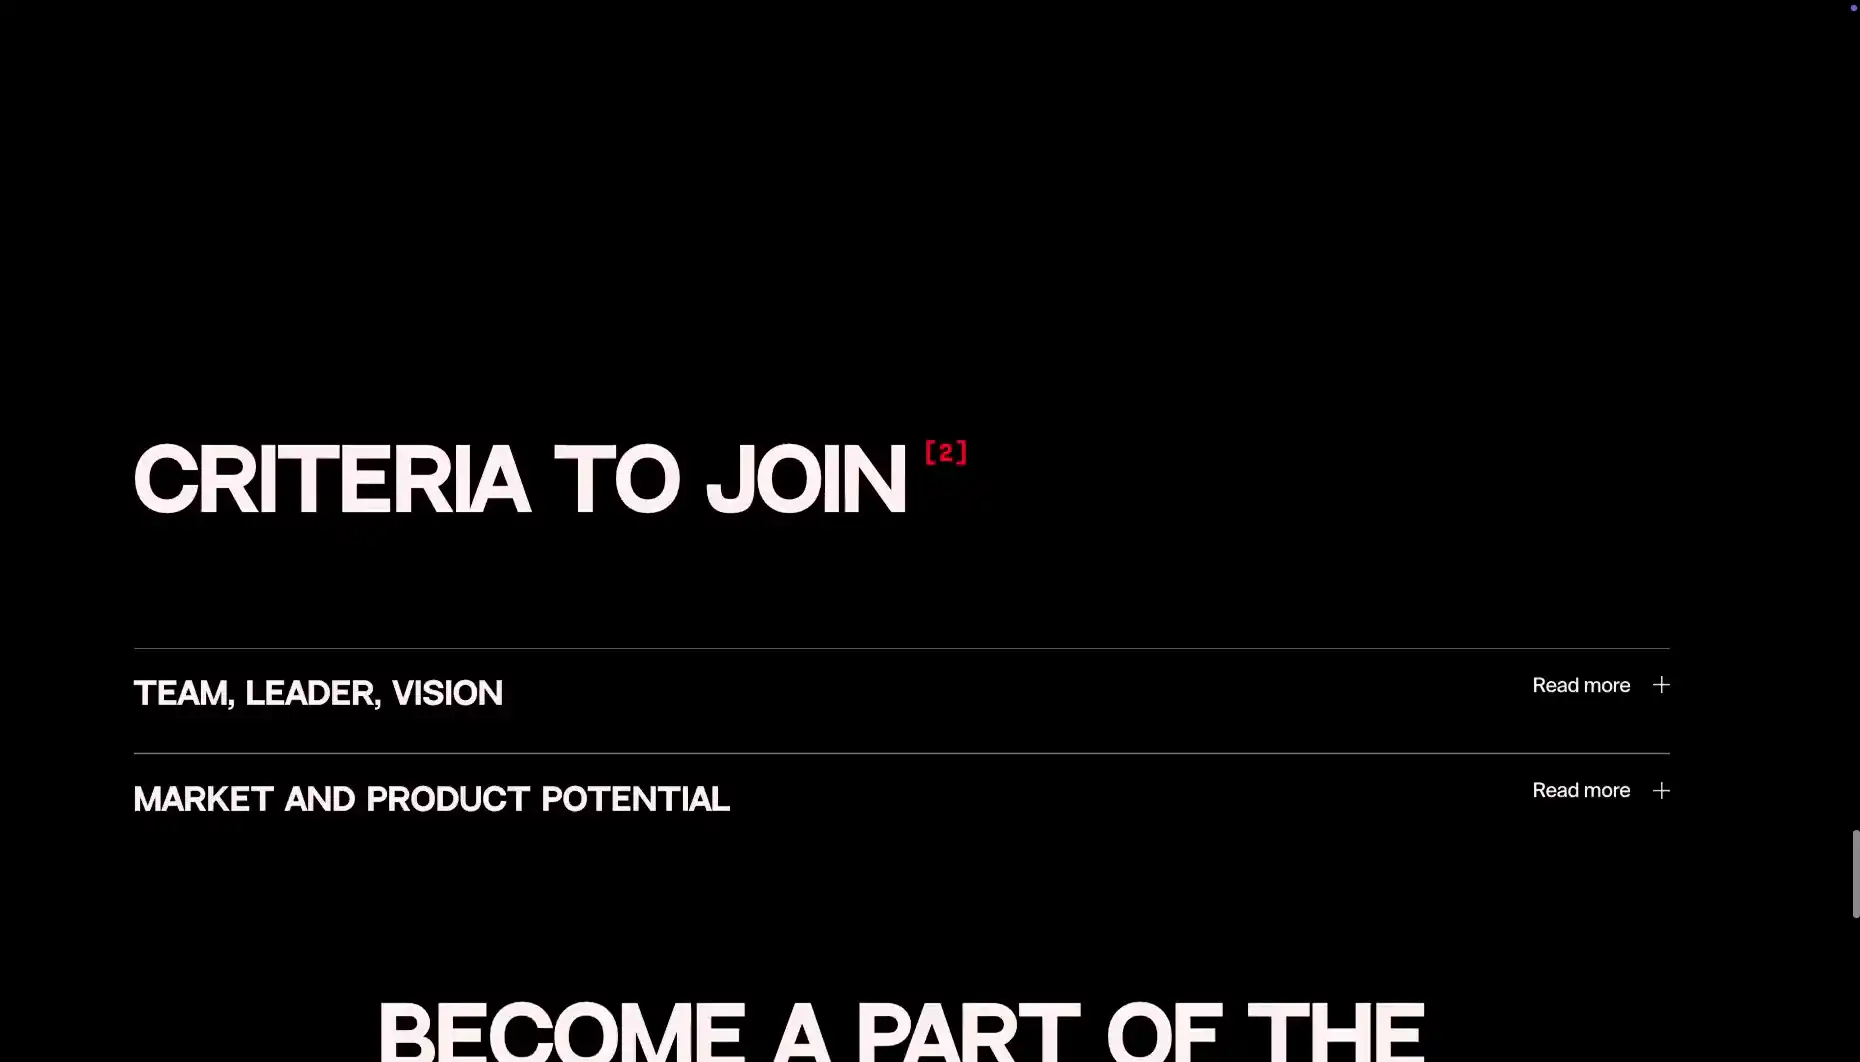 CRITERIA TO JOIN [2]
TEAM, LEADER, VISION
Read more +
MARKET AND PRODUCT POTENTIAL
Read more +
BECOME A PART OF THE